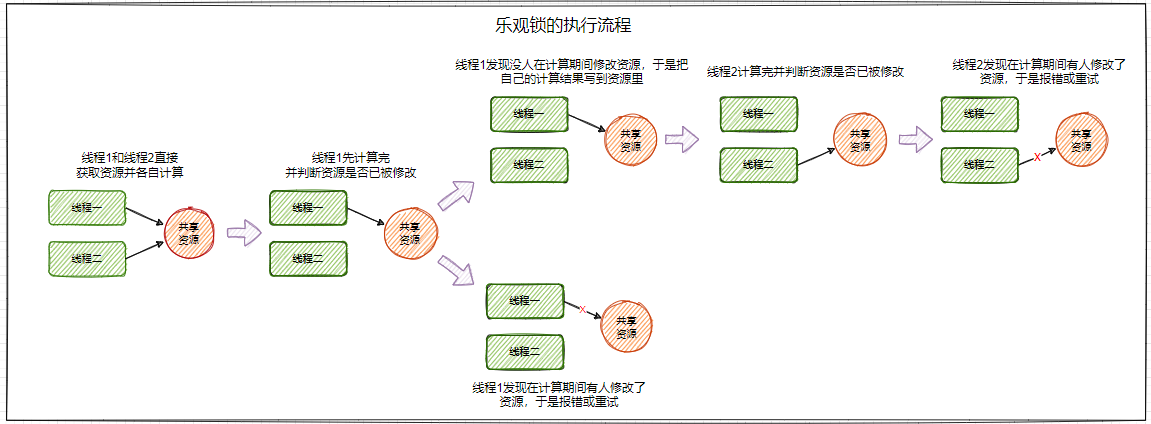 乐观锁的执行流程
线程1和线程2直接
获取资源并各自计算
线程一
线程二
共享
资源
线程1先计算完
并判断资源是否已被修改
线程一
线程二
共享
资源
线程1发现没人在计算期间修改资源，于是把
自己的计算结果写到资源里
线程一
线程二
共享
资源
线程2计算完并判断资源是否已被修改
线程一
线程二
共享
资源
线程2发现在计算期间有人修改了
资源，于是报错或重试
线程一
线程二
X
共享
资源
线程一
线程二
X
共享
资源
线程1发现在计算期间有人修改了
资源，于是报错或重试